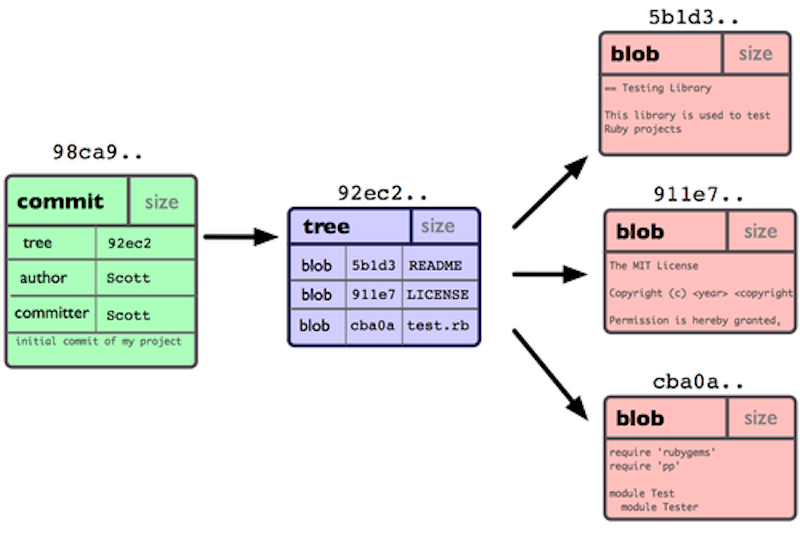 98ca9..
commit size
tree 92ec2
author Scott
committer Scott
initial commit of my project
92ec2..
tree size
blob 5b1d3 README
blob 911e7 LICENSE
blob cba0a test.rb
5b1d3..
blob size
== Testing Library
This library is used to test
Ruby projects
911e7..
blob size
The MIT License
Copyright (c) <year> <copyright
Permission is hereby granted,
cba0a..
blob size
require 'rubygems'
require 'pp'
module Test
module Tester